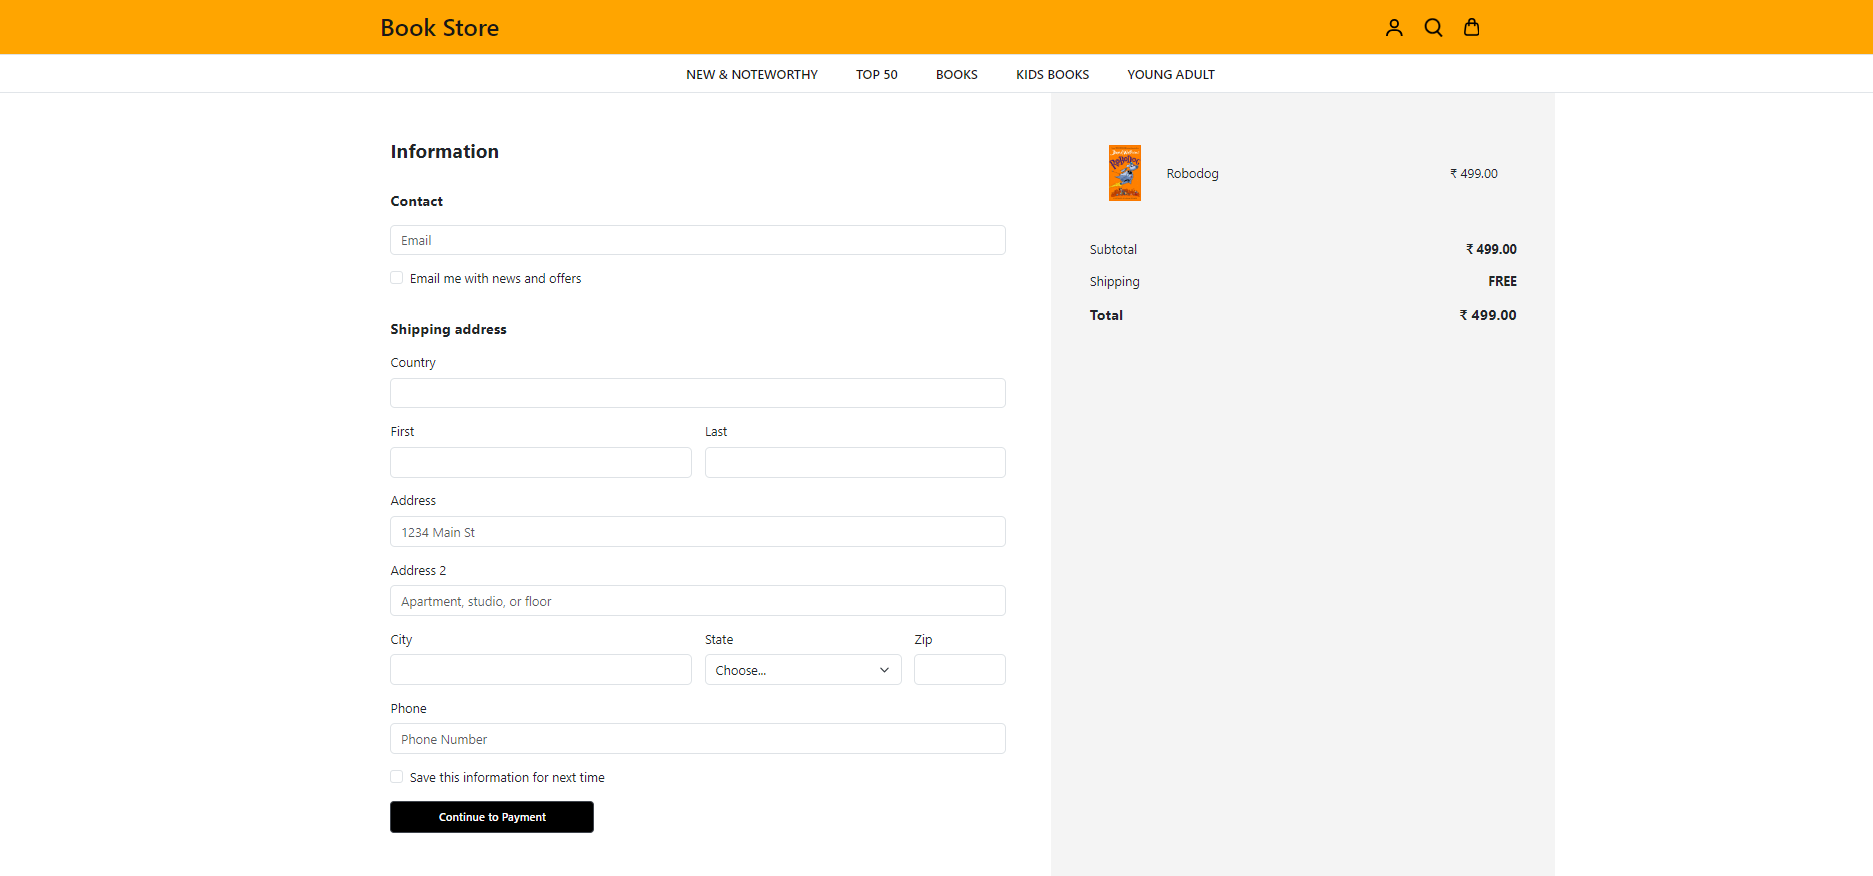 Book Store
NEW & NOTEWORTHY TOP 50 BOOKS KIDS BOOKS YOUNG ADULT
Information
Contact
Email
Email me with news and offers
Shipping address
Country
First Last
Address
1234 Main St
Address 2
Apartment, studio, or floor
City State Zip
Choose...
Phone
Phone Number
Save this information for next time
Continue to Payment
ROBODOG
Robodog ₹ 499.00
Subtotal ₹ 499.00
Shipping FREE
Total ₹ 499.00